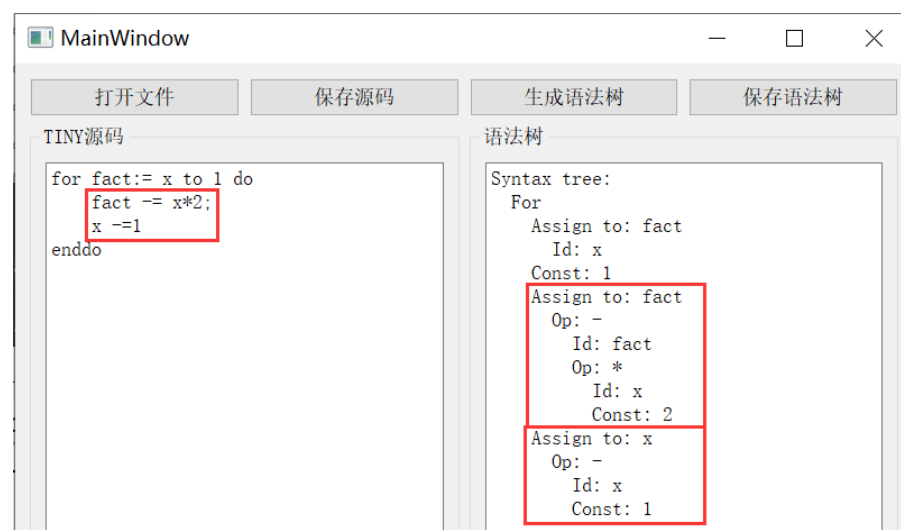 MainWindow
打开文件 保存源码 生成语法树 保存语法树
TINY源码
for fact:= x to 1 do
fact -= x*2;
x -=1
enddo
语法树
Syntax tree:
For
Assign to: fact
Id: x
Const: 1
Assign to: fact
Op: -
Id: fact
Op: *
Id: x
Const: 2
Assign to: x
Op: -
Id: x
Const: 1